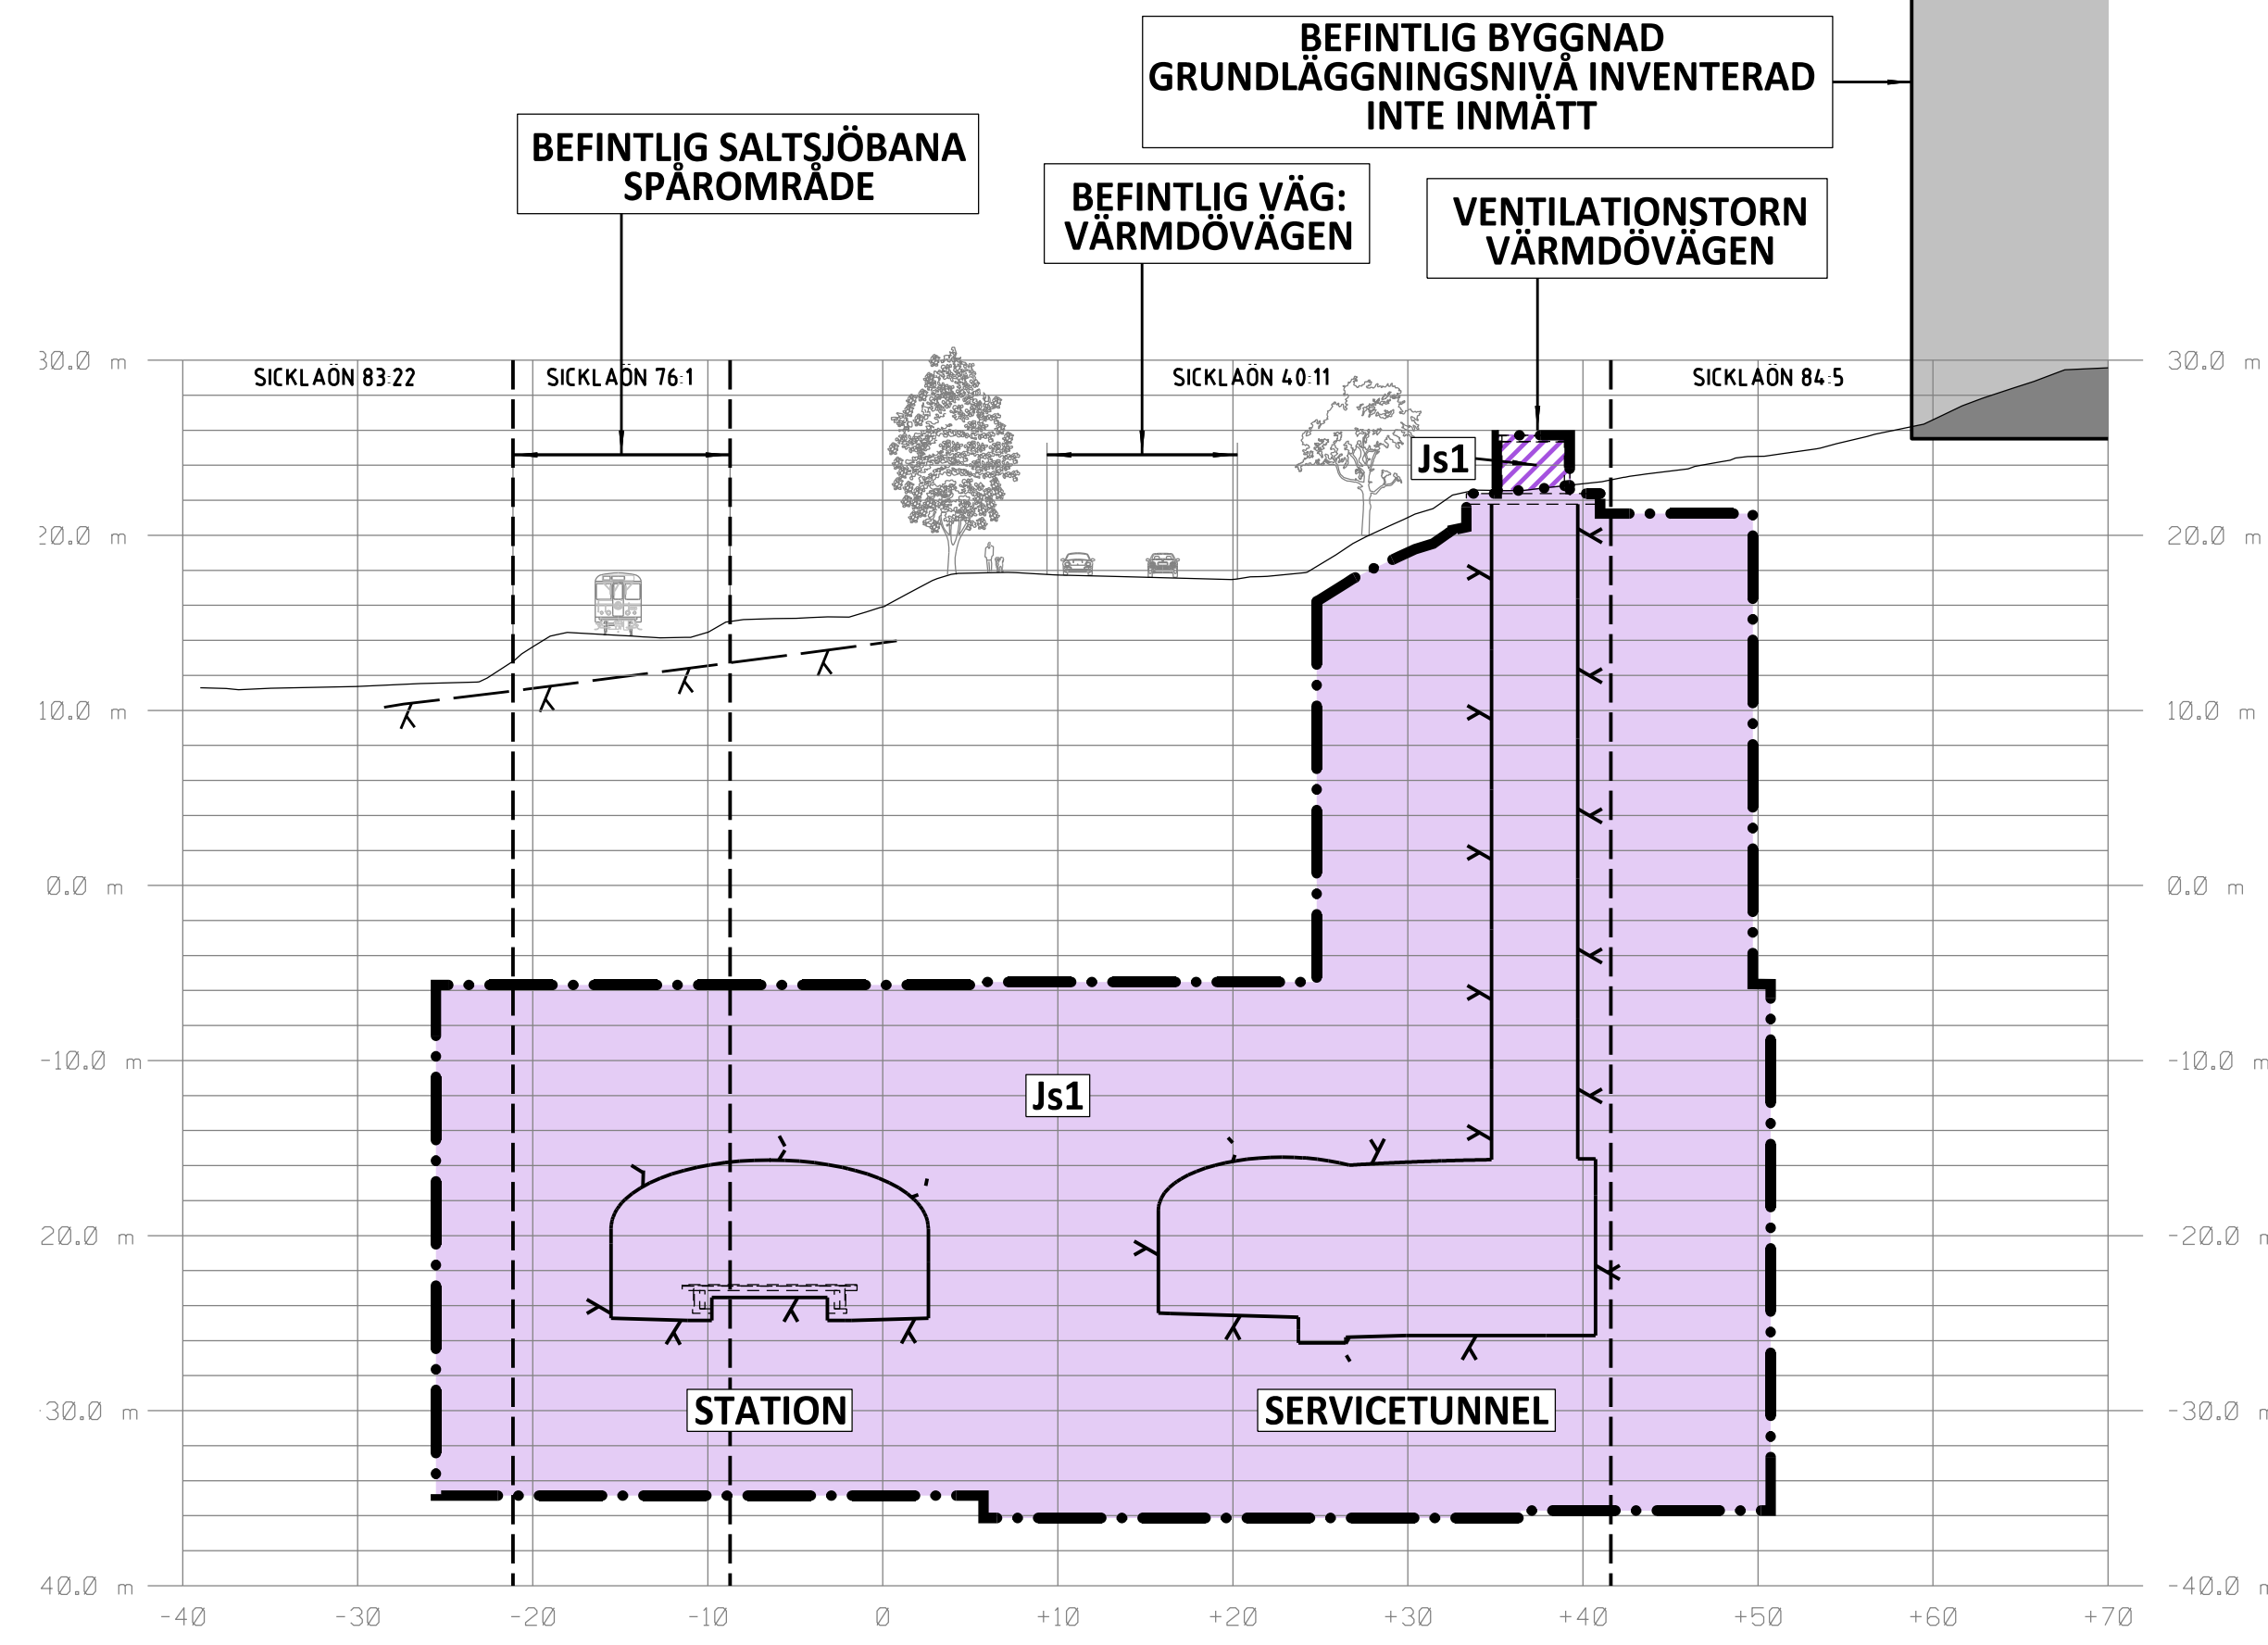 BEFINTLIG BYGGNAD
GRUNDLÄGGNINGSNIVÅ INVENTERAD
INTE INMÄTT
BEFINTLIG SALTSJÖBANA
SPÅROMRÅDE
BEFINTLIG VÄG:
VÄRMDÖVÄGEN
VENTILATIONSTORN
VÄRMDÖVÄGEN
30.0 m
30.0 m
SICKLAÖN 83:22
SICKLAÖN 76:1
SICKLAÖN 40:11
SICKLAÖN 84:5
Js1
20.0 m
20.0 m
10.0 m
10.0 m
0.0 m
0.0 m
-10.0 m
-10.0 m
Js1
20.0 m
-20.0 m
STATION
SERVICETUNNEL
30.0 m
-30.0 m
40.0 m
-40.0 m
-40 -30 -20 -10 0 +10 +20 +30 +40 +50 +60 +70